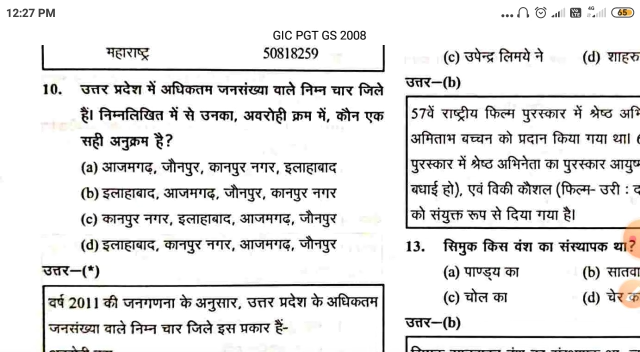 12:27 PM
4G
65
GIC PGT GS 2008
महाराष्ट्र 50818259
10. उत्तर प्रदेश में अधिकतम जनसंख्या वाले निम्न चार जिले
हैं। निम्नलिखित में से उनका, अवरोही क्रम में, कौन एक
सही अनुक्रम है?
(a) आजमगढ़, जौनपुर, कानपुर नगर, इलाहाबाद
(b) इलाहाबाद, आजमगढ़, जौनपुर, कानपुर नगर
(c) कानपुर नगर, इलाहाबाद, आजमगढ़, जौनपुर
(d) इलाहाबाद, कानपुर नगर, आजमगढ़, जौनपुर
उत्तर–(*)
वर्ष 2011 की जनगणना के अनुसार, उत्तर प्रदेश के अधिकतम
जनसंख्या वाले निम्न चार जिले इस प्रकार हैं-
(c) उपेन्द्र लिमये ने (d) शाहरु
उत्तर–(b)
57वें राष्ट्रीय फिल्म पुरस्कार में श्रेष्ठ
अमिताभ बच्चन को प्रदान किया गया था।
पुरस्कार में श्रेष्ठ अभिनेता का पुरस्कार
बधाई हो), एवं विकी कौशल (फिल्म- उरी :
को संयुक्त रूप से दिया गया है।
13. सिमुक किस वंश का संस्थापक था?
(a) पाण्ड्य का (b) सातवा
(c) चोल का (d) चेर
उत्तर–(b)